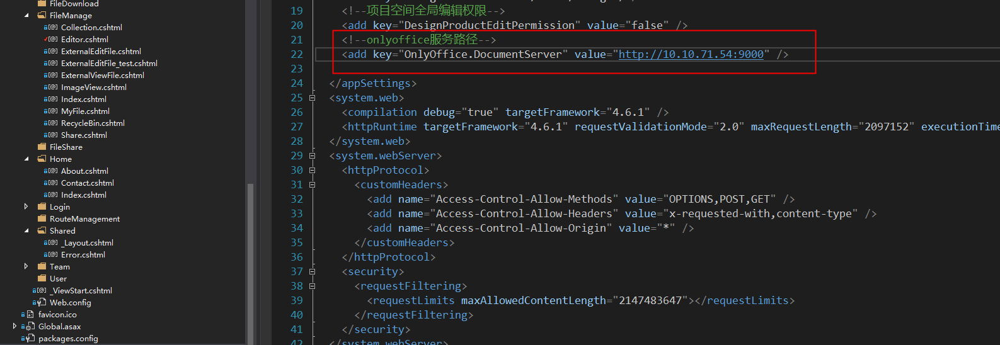 FileDownload
FileManage
Collection.cshtml
Editor.cshtml
ExternalEditFile.cshtml
ExternalEditFile_test.cshtml
ExternalViewFile.cshtml
ImageView.cshtml
Index.cshtml
MyFile.cshtml
RecycleBin.cshtml
Share.cshtml
FileShare
Home
About.cshtml
Contact.cshtml
Index.cshtml
Login
RouteManagement
Shared
_Layout.cshtml
Error.cshtml
Team
User
_ViewStart.cshtml
Web.config
favicon.ico
Global.asax
packages.config
19 <!--项目空间全局编辑权限-->
20 <add key="DesignProductEditPermission" value="false" />
21 <!--onlyoffice服务路径-->
22 <add key="OnlyOffice.DocumentServer" value="http://10.10.71.54:9000" />
23
24 </appSettings>
25 <system.web>
26 <compilation debug="true" targetFramework="4.6.1" />
27 <httpRuntime targetFramework="4.6.1" requestValidationMode="2.0" maxRequestLength="2097152" executionTime
28 </system.web>
29 <system.webServer>
30 <httpProtocol>
31 <customHeaders>
32 <add name="Access-Control-Allow-Methods" value="OPTIONS,POST,GET" />
33 <add name="Access-Control-Allow-Headers" value="x-requested-with,content-type" />
34 <add name="Access-Control-Allow-Origin" value="*" />
35 </customHeaders>
36 </httpProtocol>
37 <security>
38 <requestFiltering>
39 <requestLimits maxAllowedContentLength="2147483647"></requestLimits>
40 </requestFiltering>
41 </security>
42 </system.webServer>